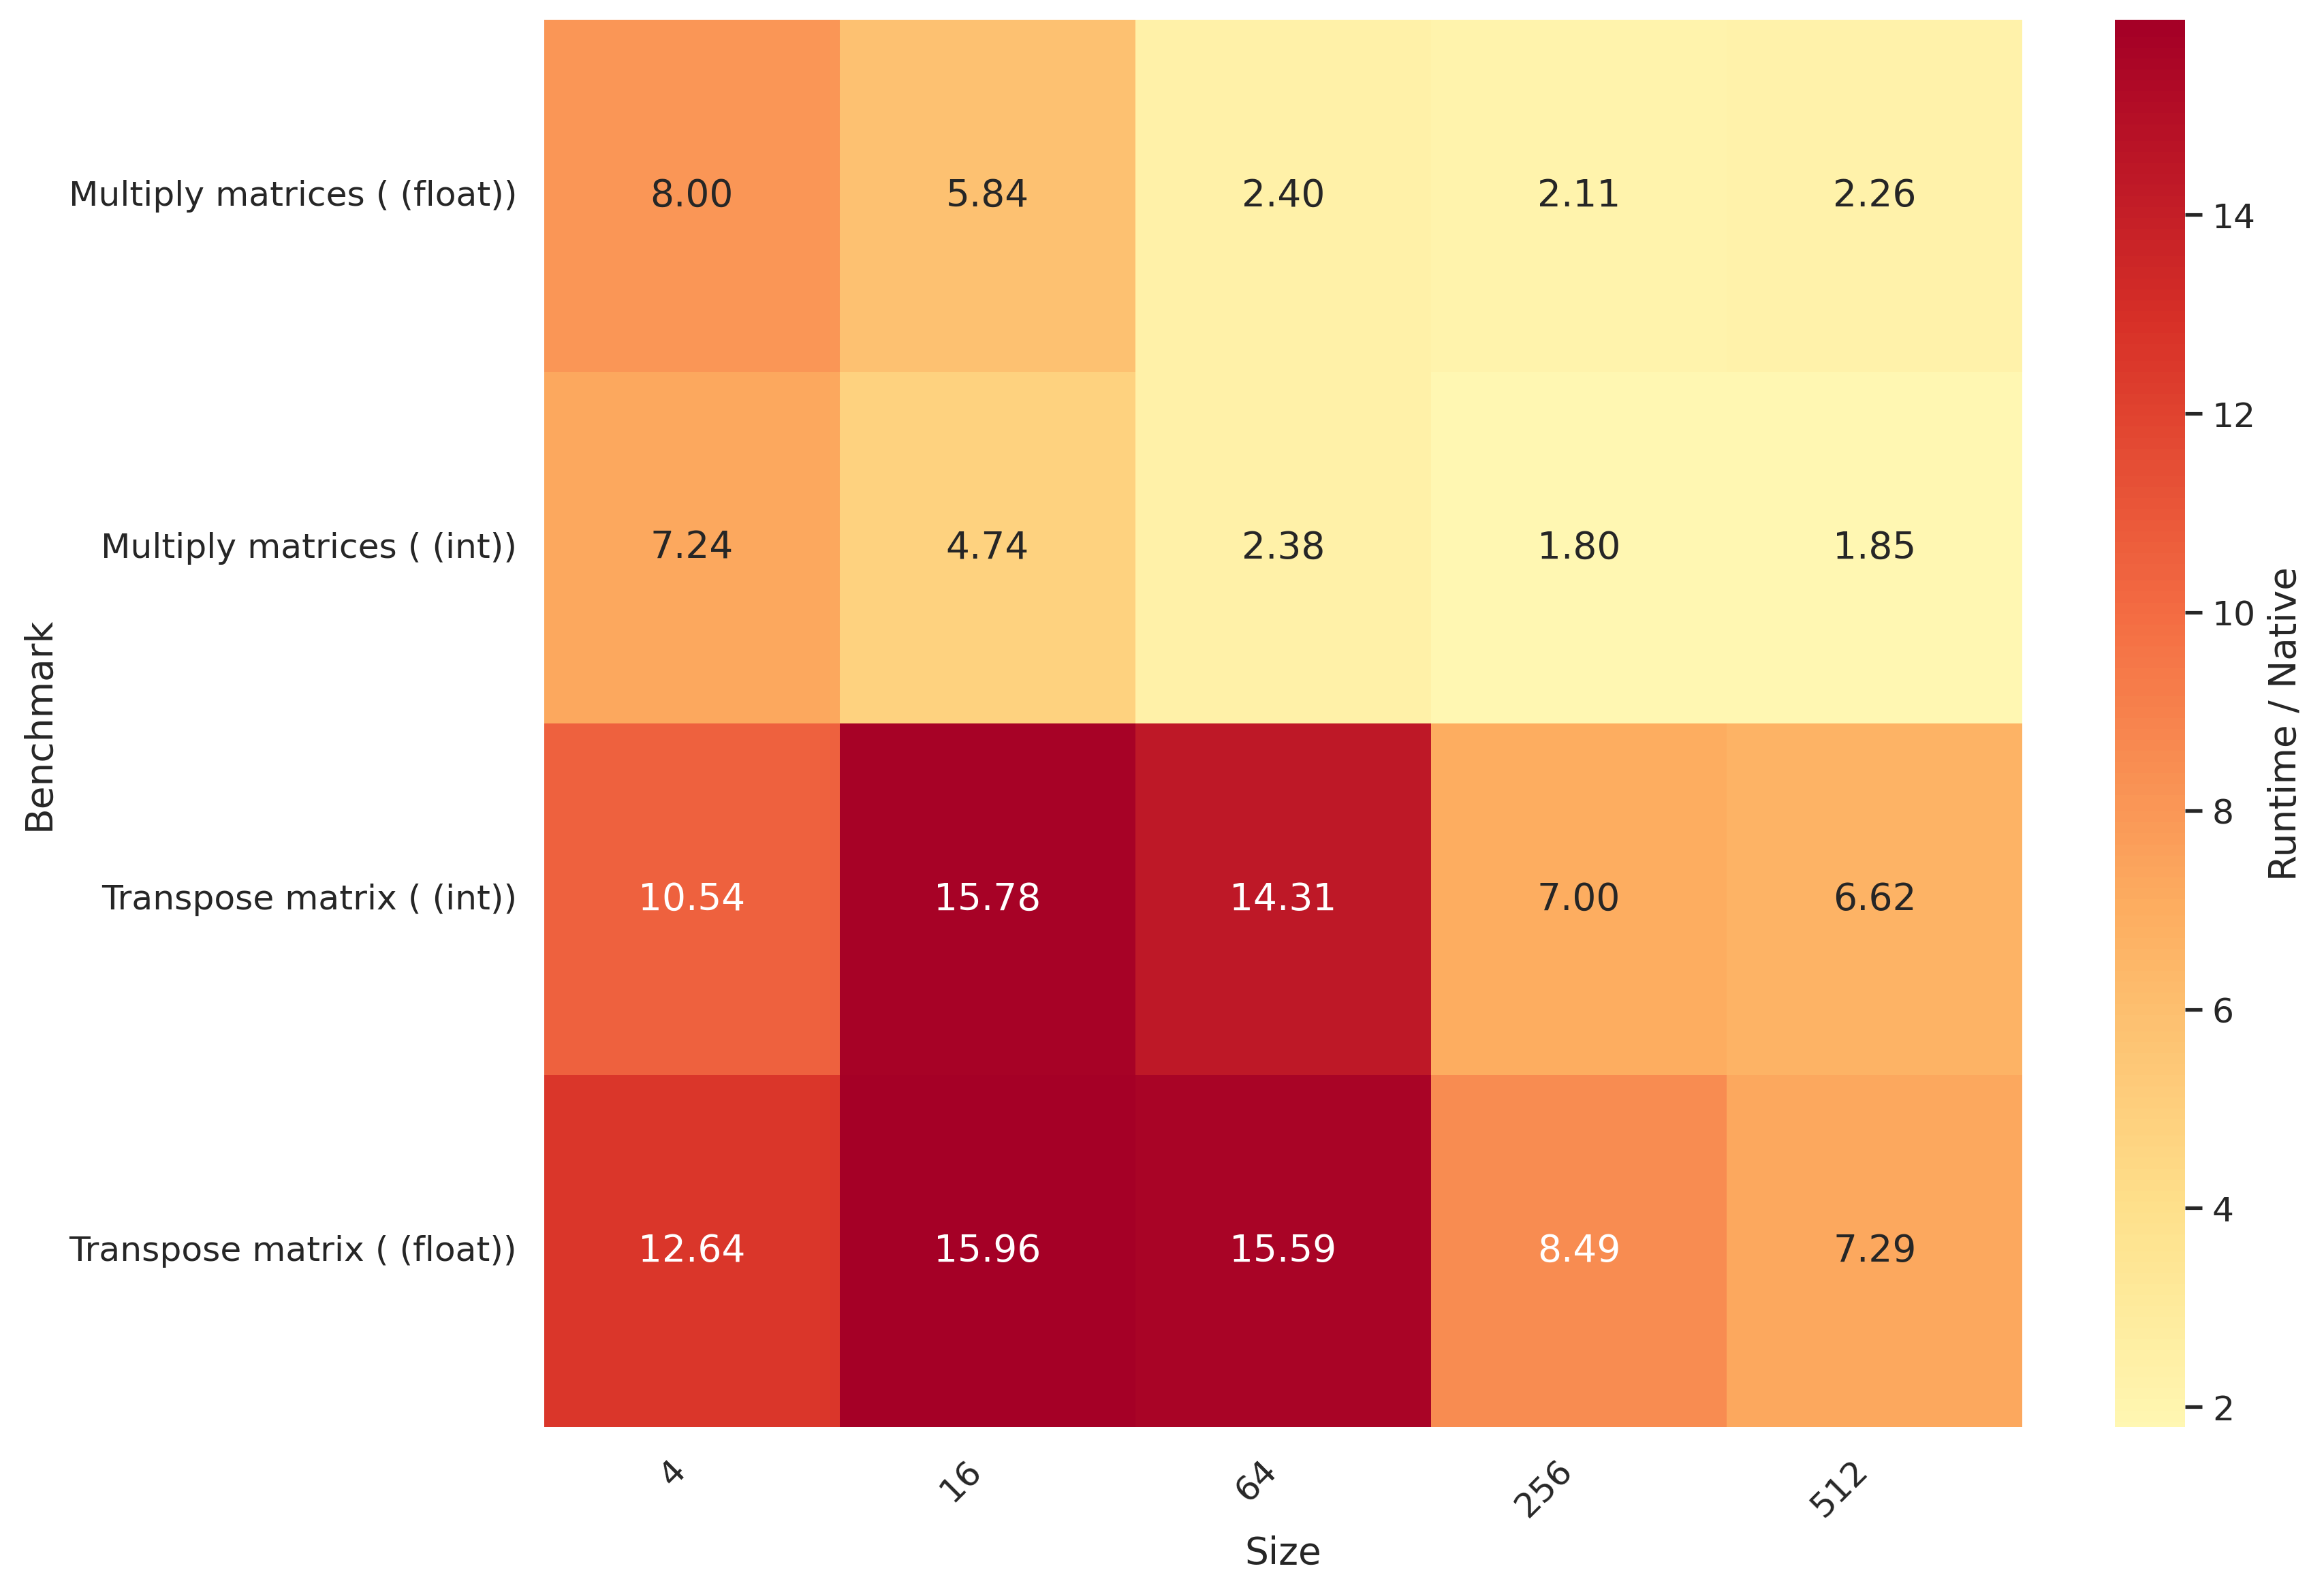 Multiply matrices ( (float))
8.00 5.84 2.40 2.11 2.26
Multiply matrices ( (int))
7.24 4.74 2.38 1.80 1.85
Transpose matrix ( (int))
10.54 15.78 14.31 7.00 6.62
Transpose matrix ( (float))
12.64 15.96 15.59 8.49 7.29
Benchmark
4 16 64 256 512
Size
14
12
10
8
6
4
2
Runtime / Native